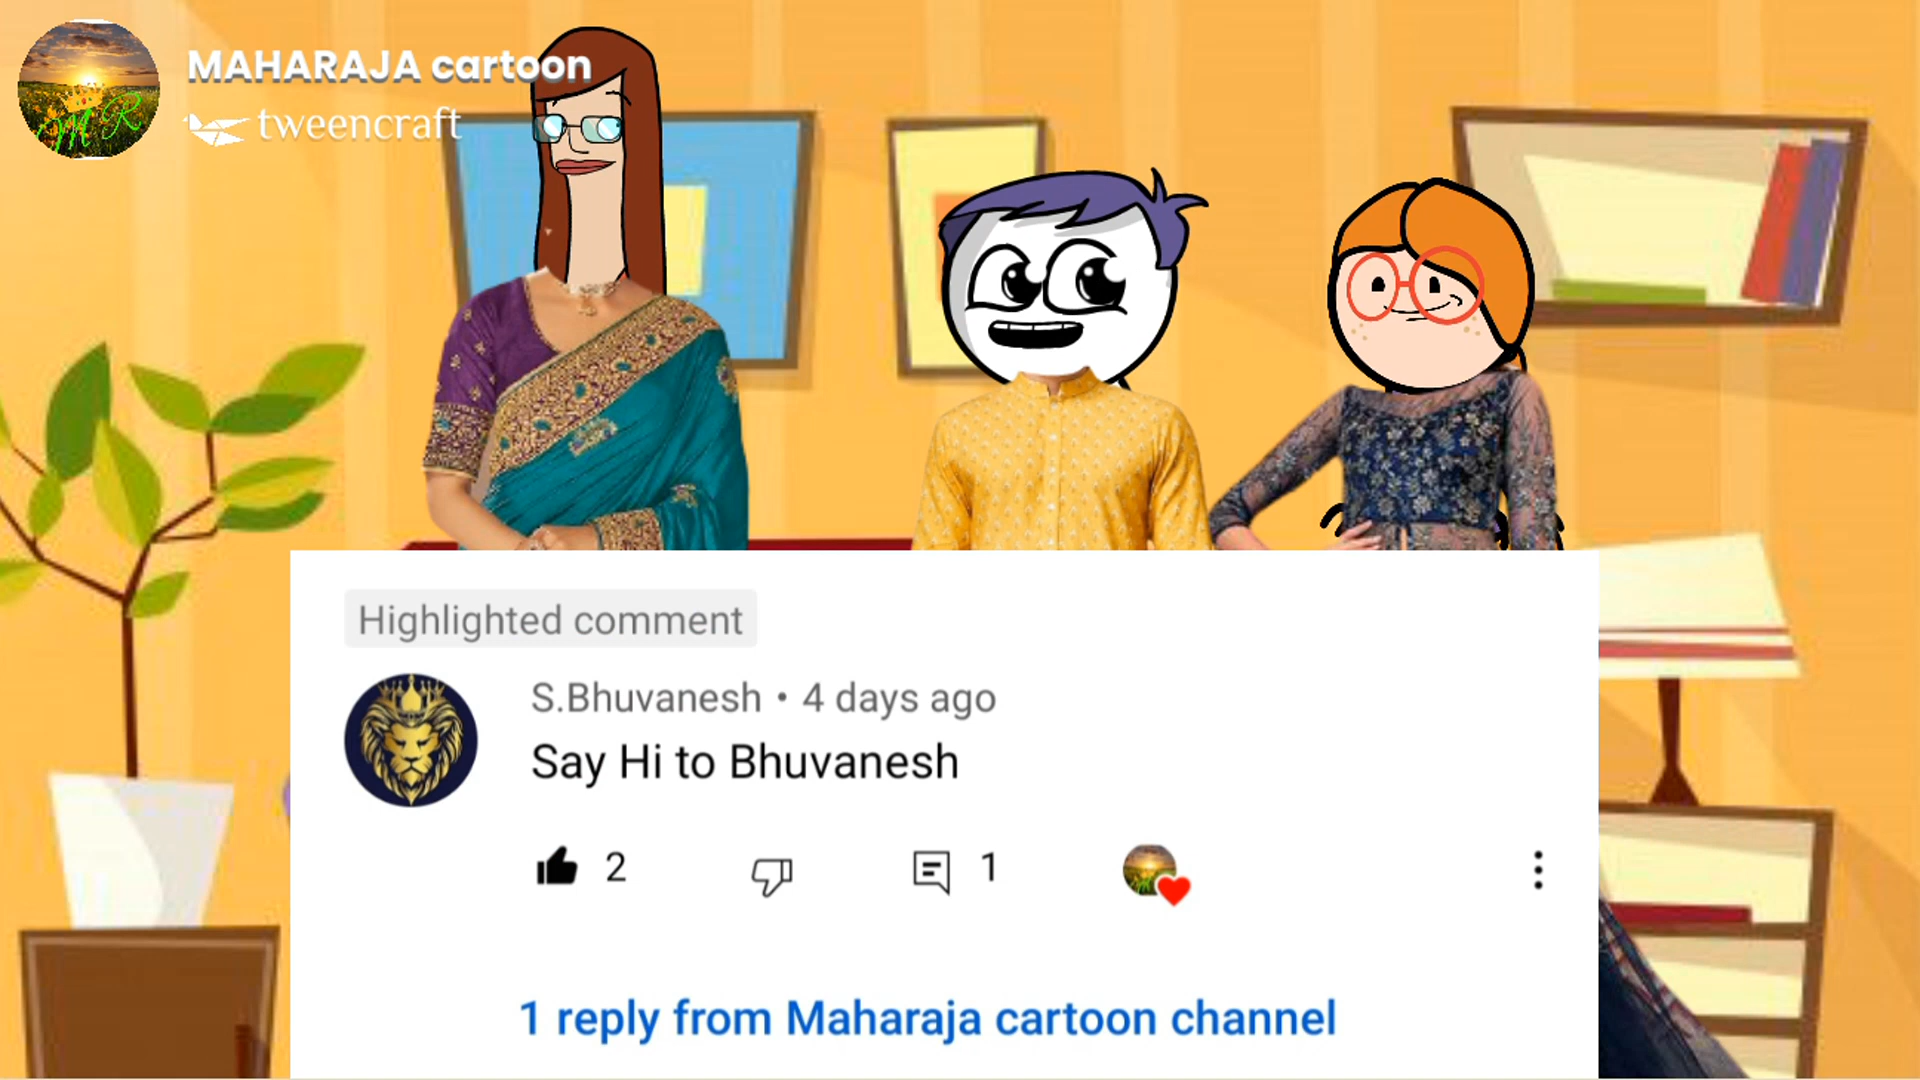 MAHARAJA cartoon
tweencraft
MR
Highlighted comment
S.Bhuvanesh • 4 days ago
Say Hi to Bhuvanesh
2
1
1 reply from Maharaja cartoon channel